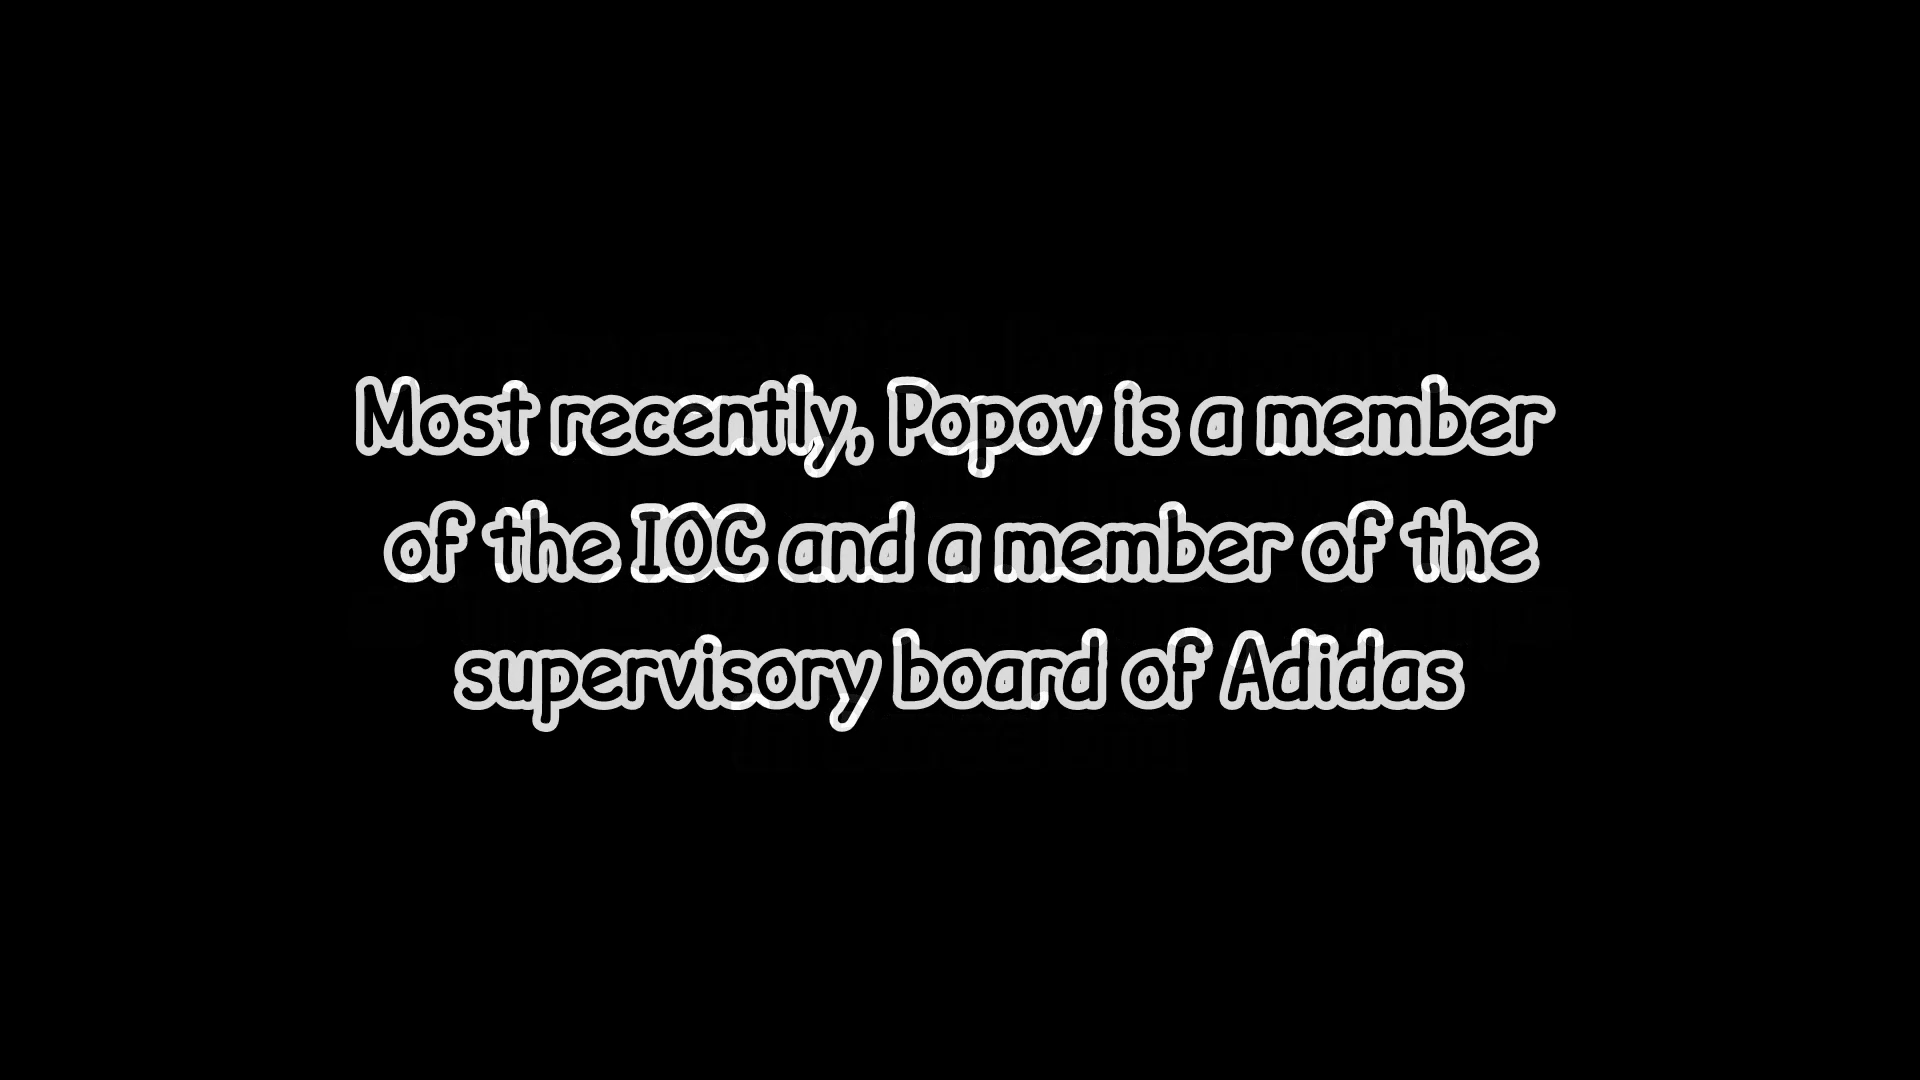 Most recently, Popov is a member
of the IOC and a member of the
supervisory board of Adidas